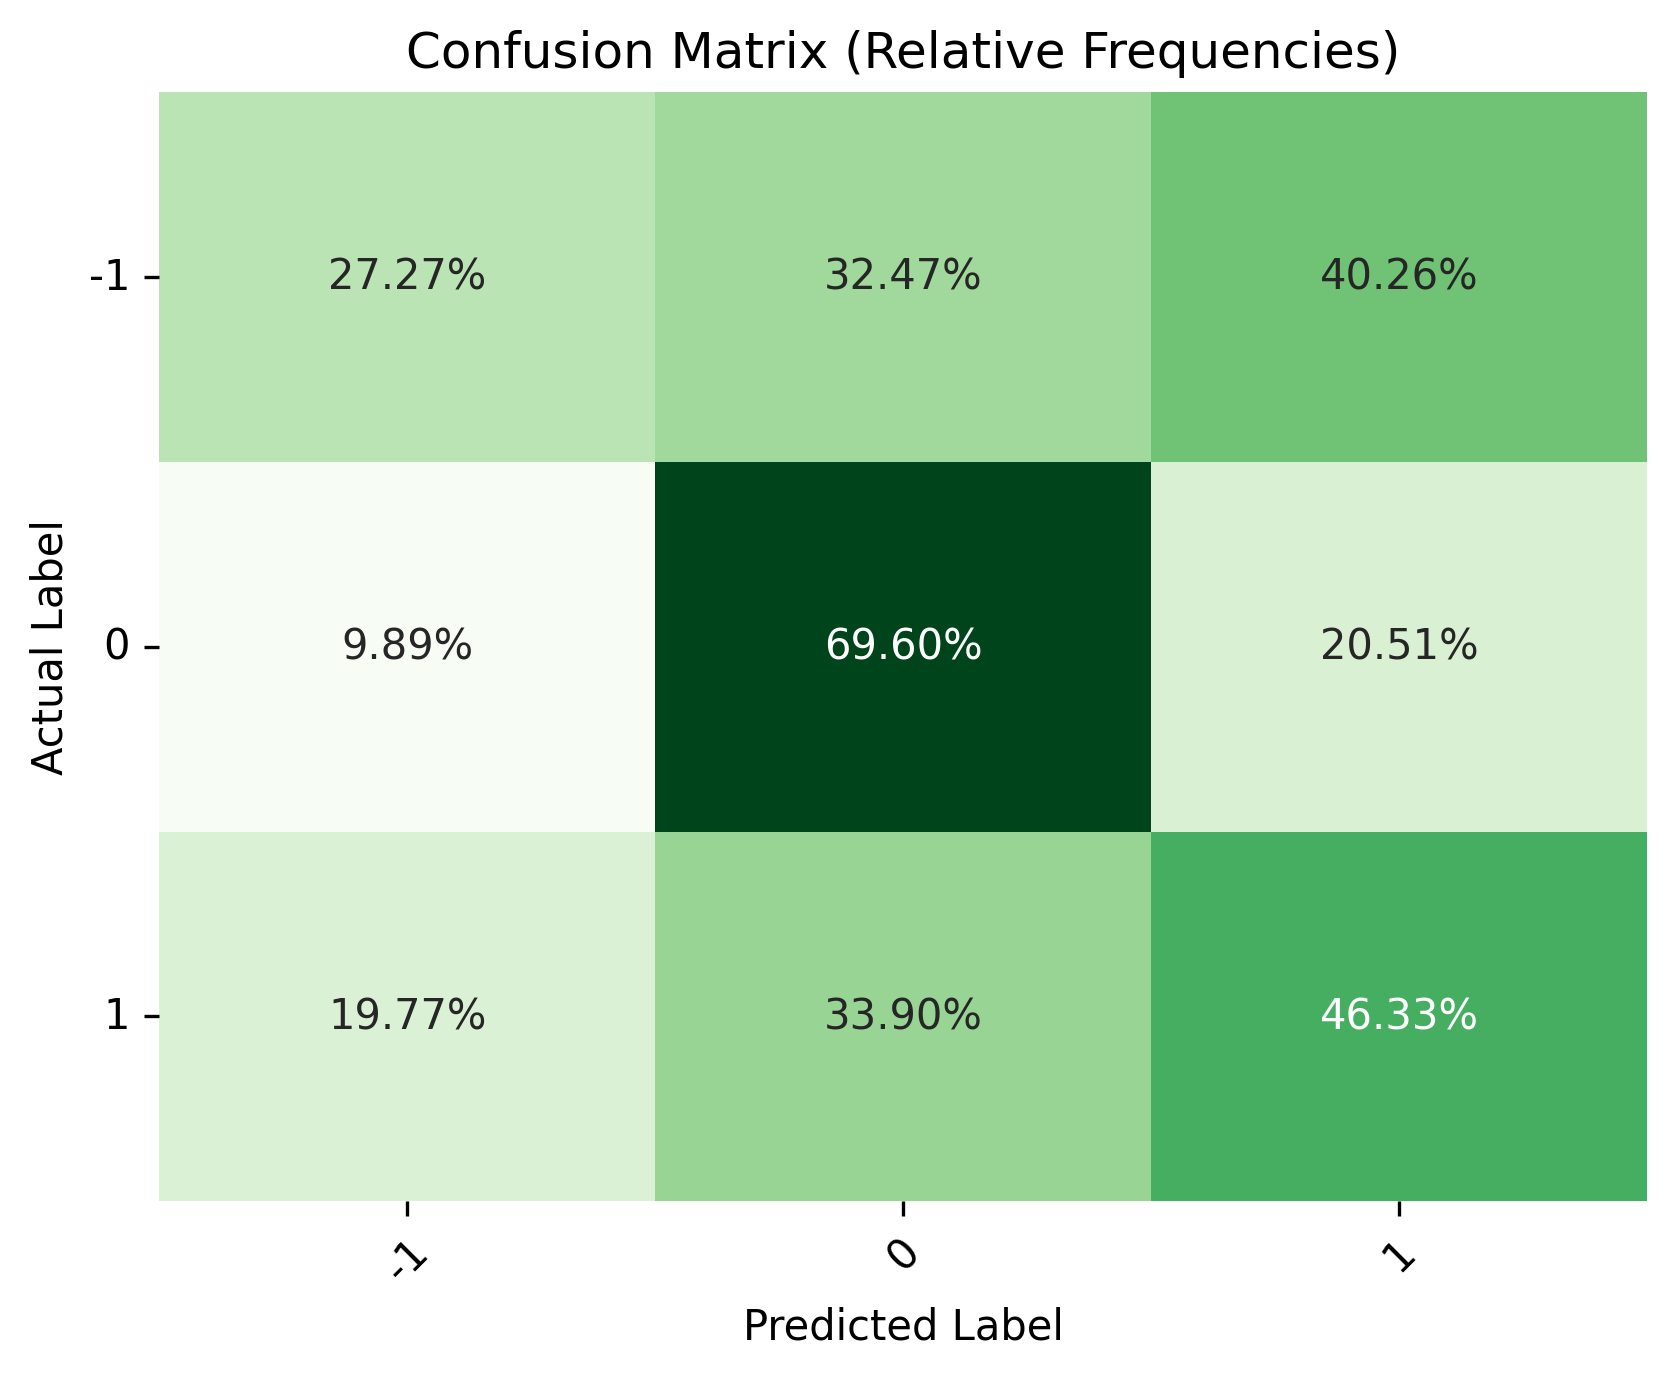 Confusion Matrix (Relative Frequencies)
-1 27.27% 32.47% 40.26%
Actual Label
0 9.89% 69.60% 20.51%
1 19.77% 33.90% 46.33%
-1 0 1
Predicted Label